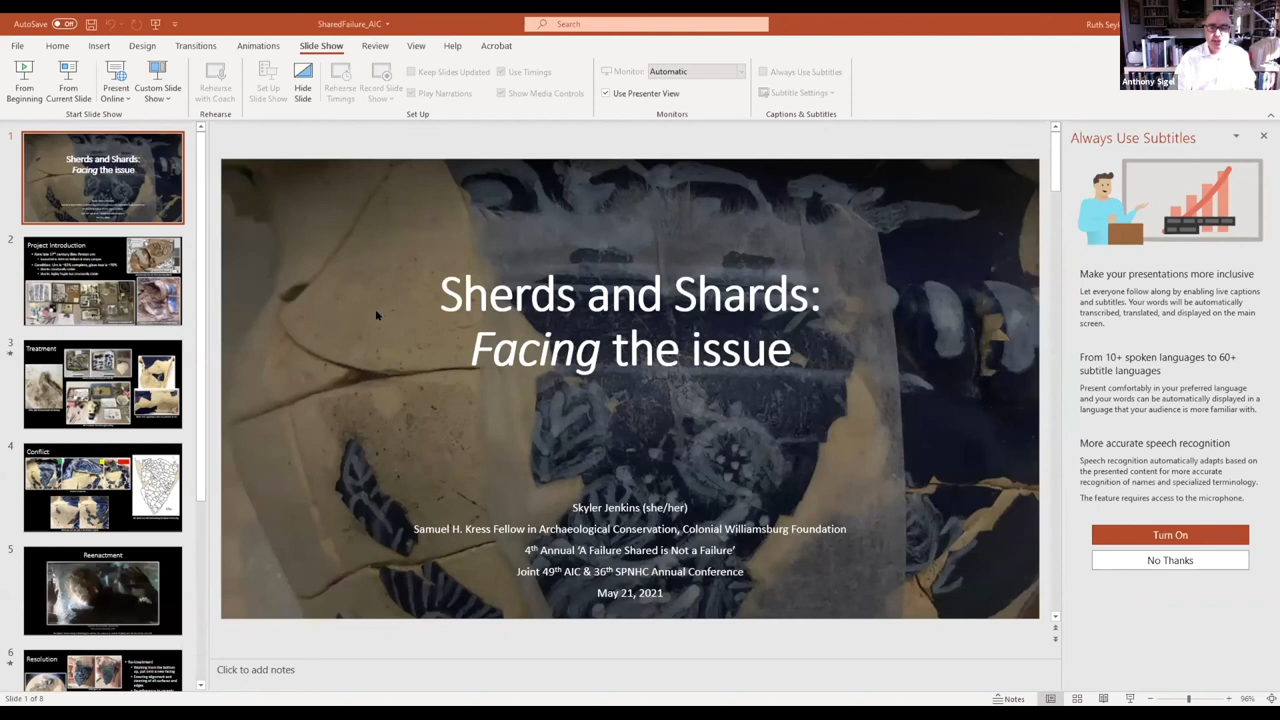 AutoSave Off
SharedFailure_AIC
Search
File Home Insert Design Transitions Animations Slide Show Review View Help Acrobat
From Beginning
From Current Slide
Present Online
Custom Slide Show
Start Slide Show
Rehearse with Coach
Rehearse
Set Up Slide Show
Hide Slide
Rehearse Timings
Record Slide Show
Keep Slides Updated
Play Narrations
Use Timings
Show Media Controls
Set Up
Monitor: Automatic
Use Presenter View
Monitors
Always Use Subtitles
Subtitle Settings
Captions & Subtitles
Anthony Sigel
1
Sherds and Shards:
Facing the issue
2
Project Introduction
3
Treatment
4
Conflict
5
Reenactment
6
Resolution
Re-treatment
Sherds and Shards:
Facing the issue
Skyler Jenkins (she/her)
Samuel H. Kress Fellow in Archaeological Conservation, Colonial Williamsburg Foundation
4th Annual ‘A Failure Shared is Not a Failure’
Joint 49th AIC & 36th SPNHC Annual Conference
May 21, 2021
Click to add notes
Always Use Subtitles
Make your presentations more inclusive
Let everyone follow along by enabling live captions
and subtitles. Your words will be automatically
transcribed, translated, and displayed on the main
screen.
From 10+ spoken languages to 60+
subtitle languages
Present comfortably in your preferred language
and your words can be automatically displayed in a
language that your audience is more familiar with.
More accurate speech recognition
Speech recognition automatically adapts based on
the presented content for more accurate
recognition of names and specialized terminology.
The feature requires access to the microphone.
Turn On
No Thanks
Slide 1 of 8
Notes
96%